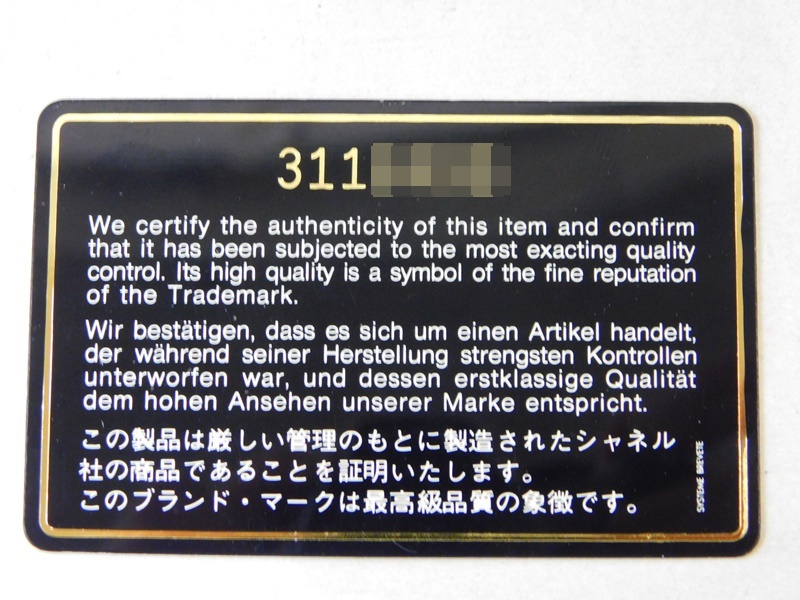 311
We certify the authenticity of this item and confirm
that it has been subjected to the most exacting quality
control. Its high quality is a symbol of the fine reputation
of the Trademark.
Wir bestätigen, dass es sich um einen Artikel handelt,
der während seiner Herstellung strengsten Kontrollen
unterworfen war, und dessen erstklassige Qualität
dem hohen Ansehen unserer Marke entspricht.
この製品は厳しい管理のもとに製造されたシャネル
社の商品であることを証明いたします。
このブランド・マークは最高級品質の象徴です。
SYSTEME BREVETE